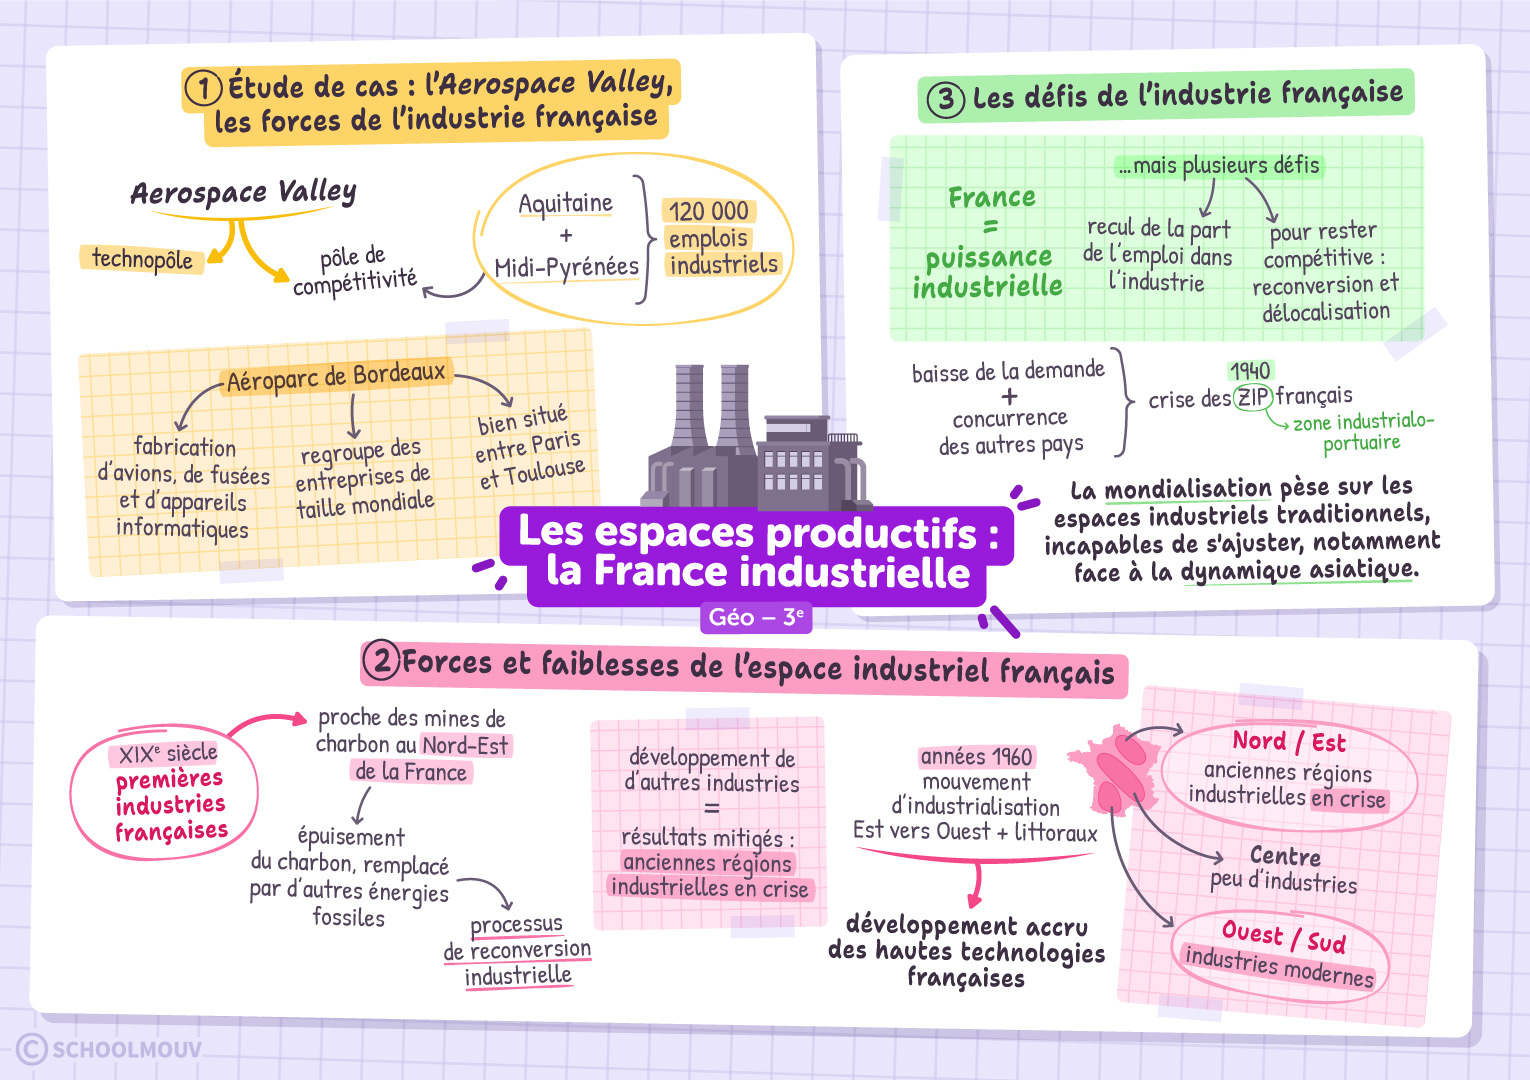 1 Étude de cas : l'Aerospace Valley,
les forces de l'industrie française
Aerospace Valley
technopôle
pôle de
compétitivité
Aquitaine
+
Midi-Pyrénées
120 000
emplois
industriels
Aéroparc de Bordeaux
fabrication
d'avions, de fusées
et d'appareils
informatiques
regroupe des
entreprises de
taille mondiale
bien situé
entre Paris
et Toulouse
Les espaces productifs :
la France industrielle
Géo – 3e
3 Les défis de l'industrie française
France
=
puissance
industrielle
...mais plusieurs défis
recul de la part
de l'emploi dans
l'industrie
pour rester
compétitive :
reconversion et
délocalisation
baisse de la demande
+
concurrence
des autres pays
1940
crise des ZIP français
zone industrialo-
portuaire
La mondialisation pèse sur les
espaces industriels traditionnels,
incapables de s'ajuster, notamment
face à la dynamique asiatique.
2 Forces et faiblesses de l'espace industriel français
XIXe siècle
premières
industries
françaises
proche des mines de
charbon au Nord-Est
de la France
épuisement
du charbon, remplacé
par d'autres énergies
fossiles
processus
de reconversion
industrielle
développement de
d'autres industries
=
résultats mitigés :
anciennes régions
industrielles en crise
années 1960
mouvement
d'industrialisation
Est vers Ouest + littoraux
développement accru
des hautes technologies
françaises
Nord / Est
anciennes régions
industrielles en crise
Centre
peu d'industries
Ouest / Sud
industries modernes
© SCHOOLMOUV